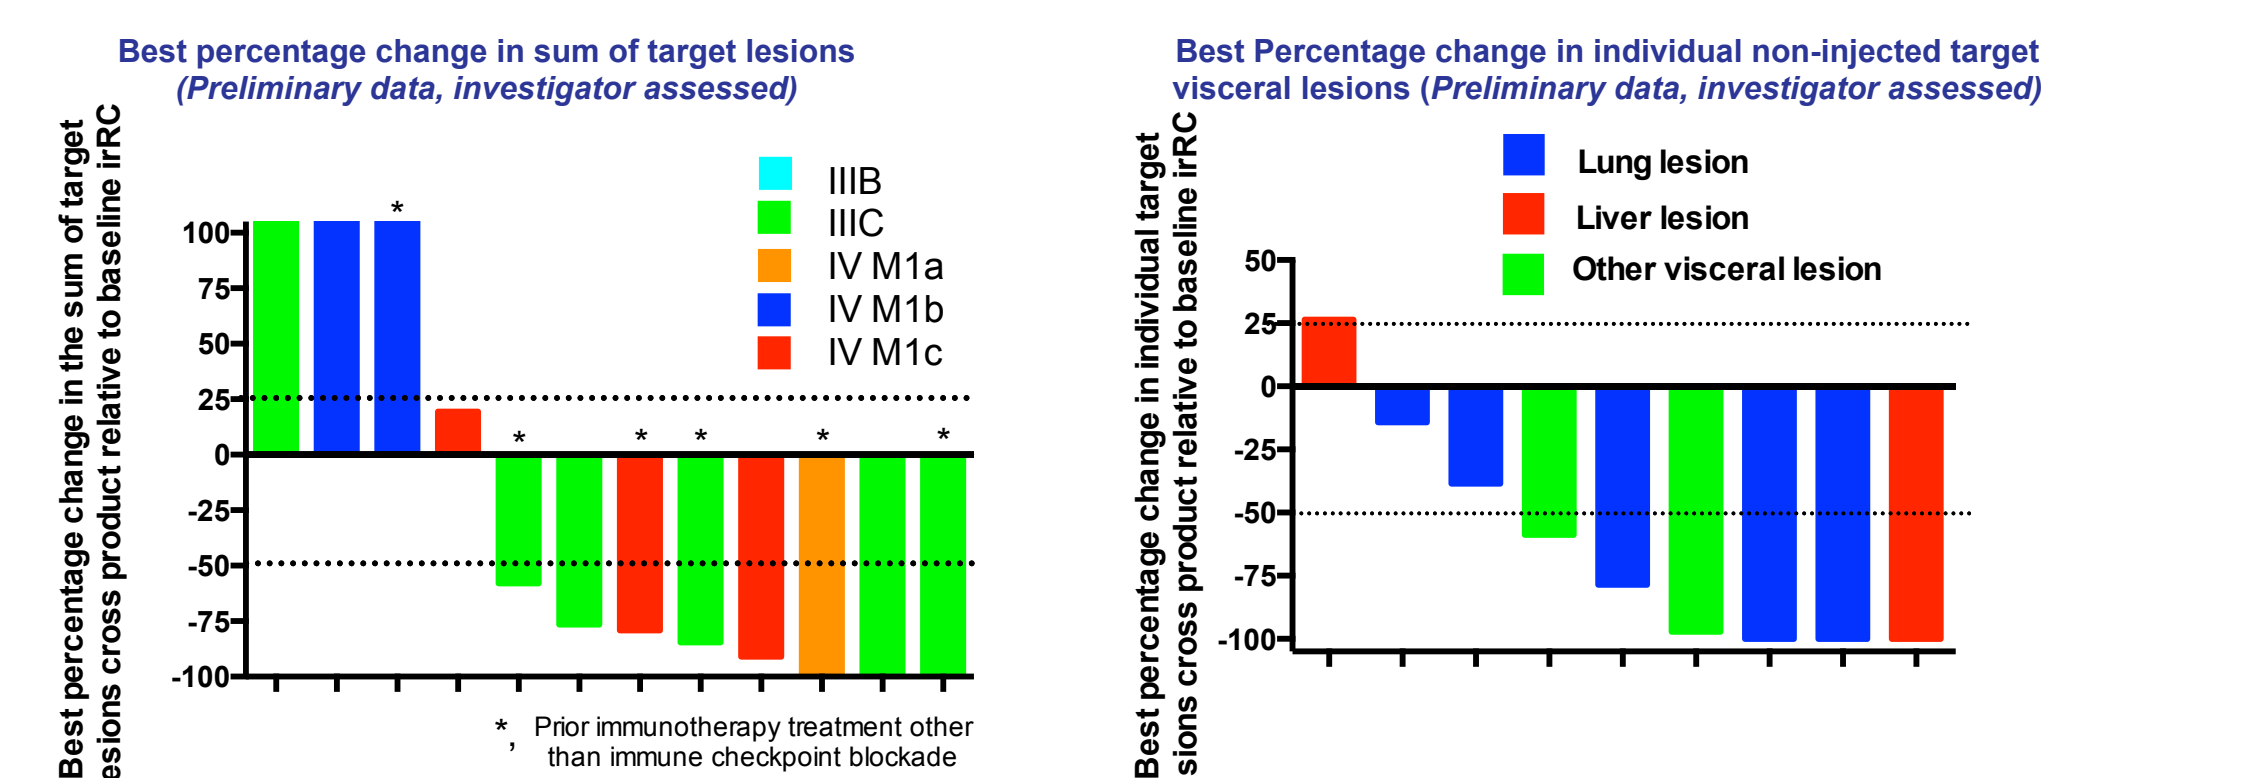 Best percentage change in sum of target lesions
(Preliminary data, investigator assessed)
Best percentage change in the sum of target
esions cross product relative to baseline irRC
100
75
50
25
0
-25
-50
-75
-100
*
*
*
*
*
*
IIIB
IIIC
IV M1a
IV M1b
IV M1c
*, Prior immunotherapy treatment other
than immune checkpoint blockade
Best Percentage change in individual non-injected target
visceral lesions (Preliminary data, investigator assessed)
Best percentage change in individual target
sions cross product relative to baseline irRC
50
25
0
-25
-50
-75
-100
Lung lesion
Liver lesion
Other visceral lesion